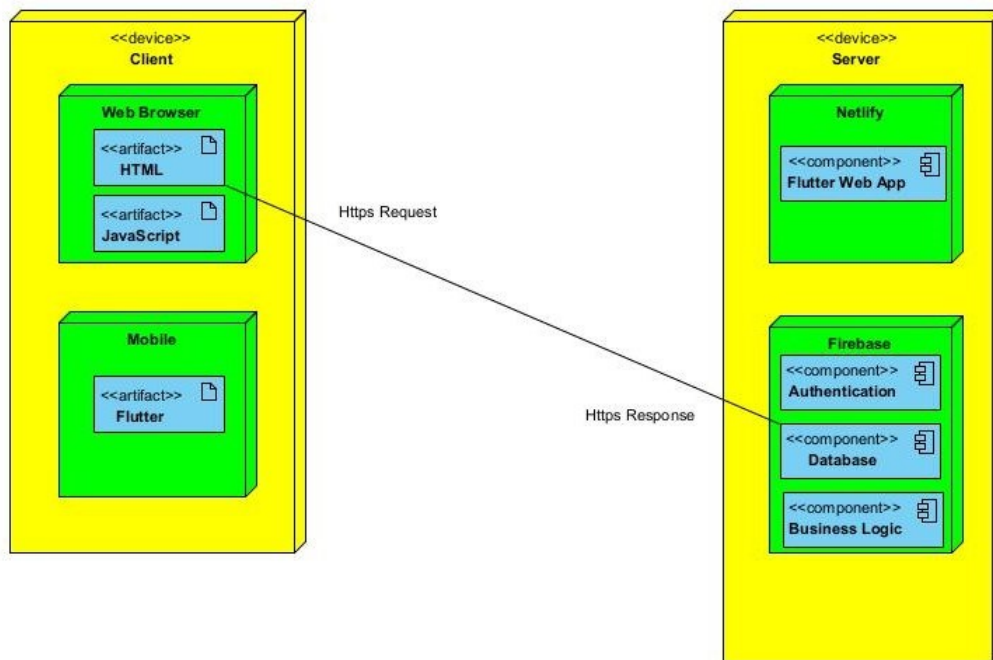 <<device>>
Client
Web Browser
<<artifact>>
HTML
<<artifact>>
JavaScript
Mobile
<<artifact>>
Flutter
Https Request
Https Response
<<device>>
Server
Netlify
<<component>>
Flutter Web App
Firebase
<<component>>
Authentication
<<component>>
Database
<<component>>
Business Logic